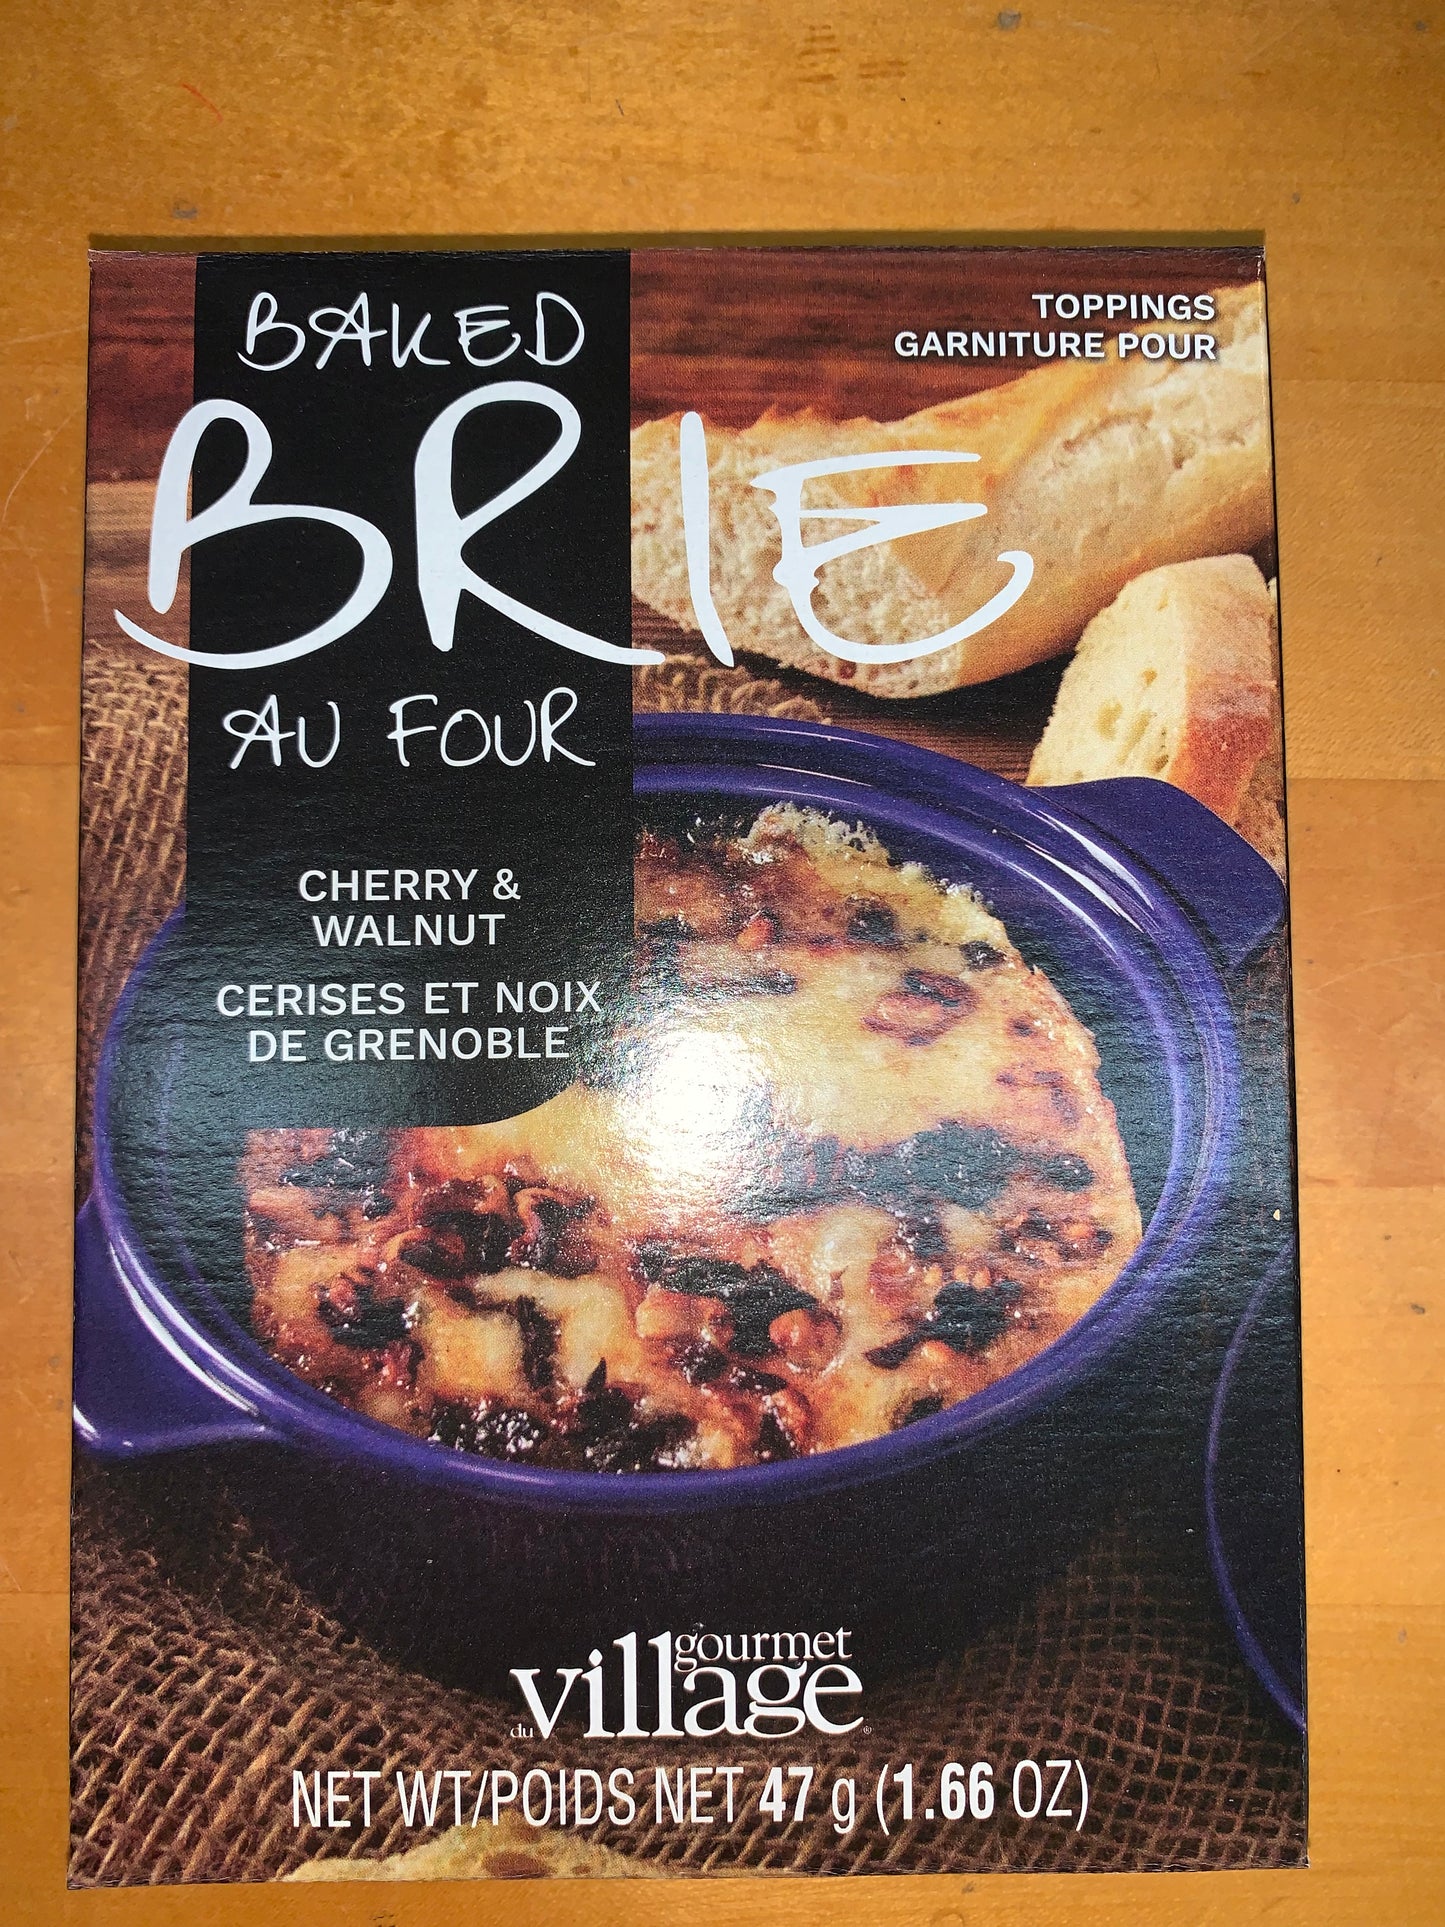 BAKED
BRIE
AU FOUR
TOPPINGS
GARNITURE POUR
CHERRY &
WALNUT
CERISES ET NOIX
DE GRENOBLE
gourmet
du village®
NET WT/POIDS NET 47 g (1.66 OZ)